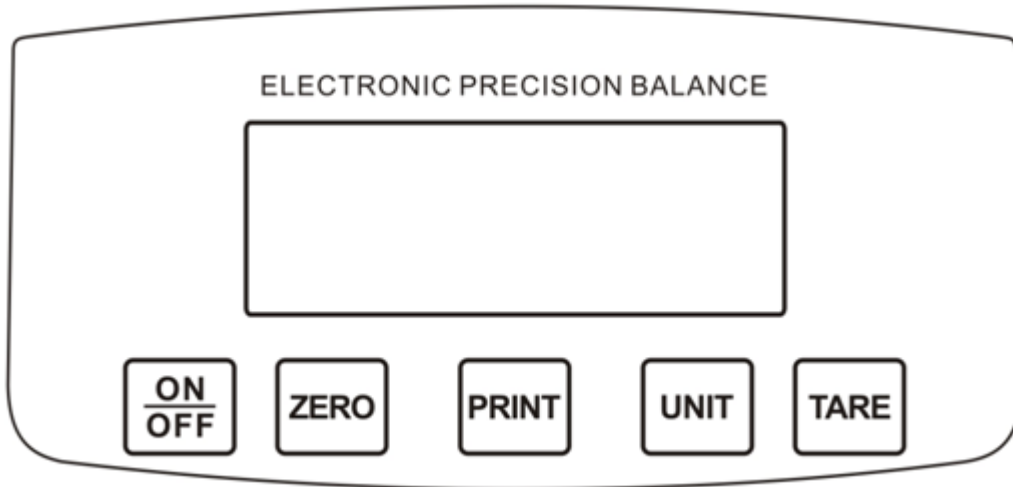 ELECTRONIC PRECISION BALANCE
ON
OFF
ZERO
PRINT
UNIT
TARE